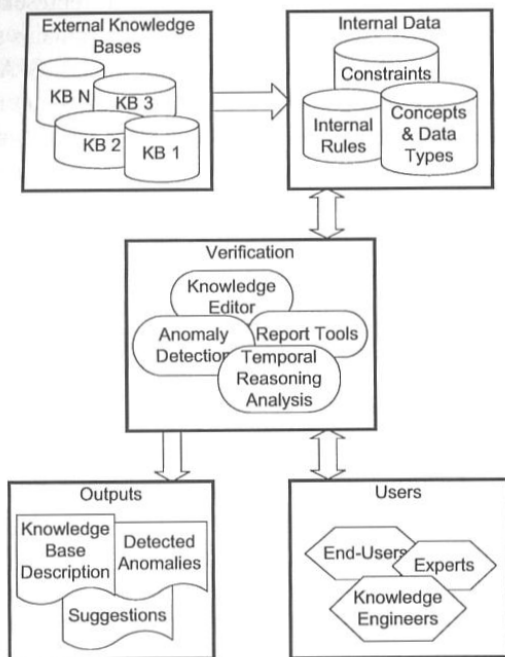 External Knowledge
Bases
KB N
KB 3
KB 2
KB 1
Internal Data
Constraints
Internal
Rules
Concepts
& Data
Types
Verification
Knowledge
Editor
Anomaly
Detection
Report Tools
Temporal
Reasoning
Analysis
Outputs
Knowledge
Base
Description
Detected
Anomalies
Suggestions
Users
End-Users
Experts
Knowledge
Engineers